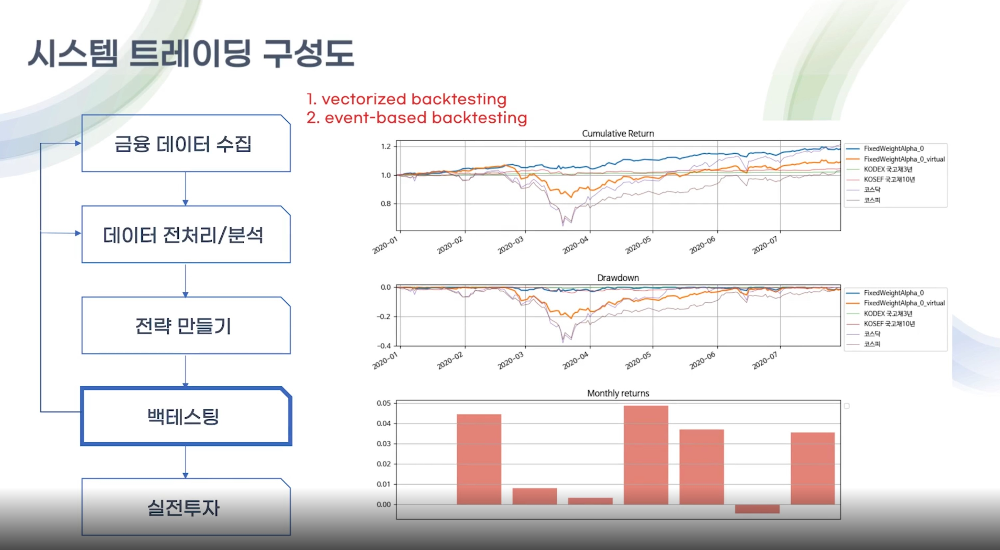 시스템 트레이딩 구성도
1. vectorized backtesting
2. event-based backtesting
금융 데이터 수집
데이터 전처리/분석
전략 만들기
백테스팅
실전투자
Cumulative Return
1.2
1.0
0.8
2020-01
2020-02
2020-03
2020-04
2020-05
2020-06
2020-07
FixedWeightAlpha_0
FixedWeightAlpha_0_virtual
KODEX 국고채3년
KOSEF 국고채10년
코스닥
코스피
Drawdown
0.0
-0.2
-0.4
2020-01
2020-02
2020-03
2020-04
2020-05
2020-06
2020-07
FixedWeightAlpha_0
FixedWeightAlpha_0_virtual
KODEX 국고채3년
KOSEF 국고채10년
코스닥
코스피
Monthly returns
0.05
0.04
0.03
0.02
0.01
0.00